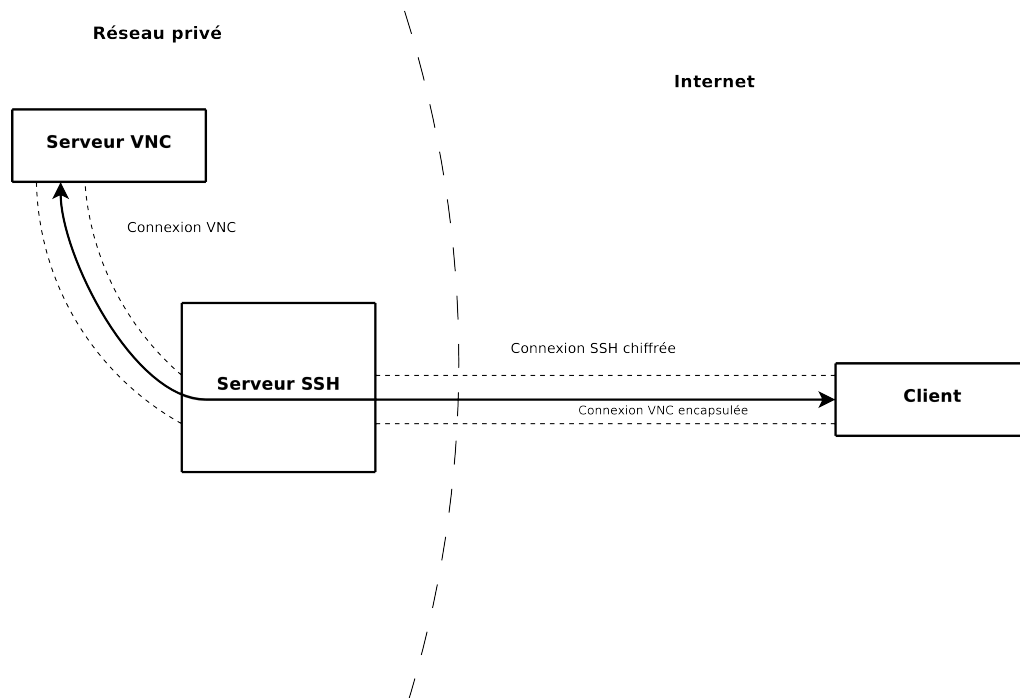 Réseau privé
Internet
Serveur VNC
Connexion VNC
Connexion SSH chiffrée
Serveur SSH
Client
Connexion VNC encapsulée